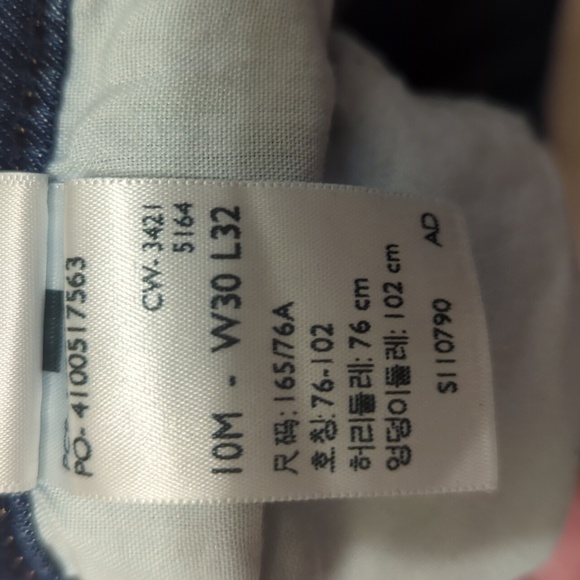 PO- 4100517563
CW- 3421
5164
10M - W30 L32
尺码: 165/76A
호칭: 76-102
허리둘레: 76 cm
엉덩이둘레: 102 cm
AD
S110790